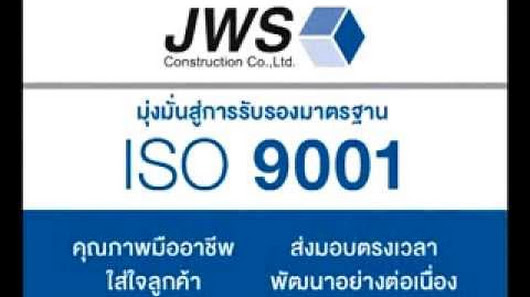 JWS
Construction Co.,Ltd.
มุ่งมั่นสู่การรับรองมาตรฐาน
ISO 9001
คุณภาพมืออาชีพ ส่งมอบตรงเวลา
ใส่ใจลูกค้า พัฒนาอย่างต่อเนื่อง